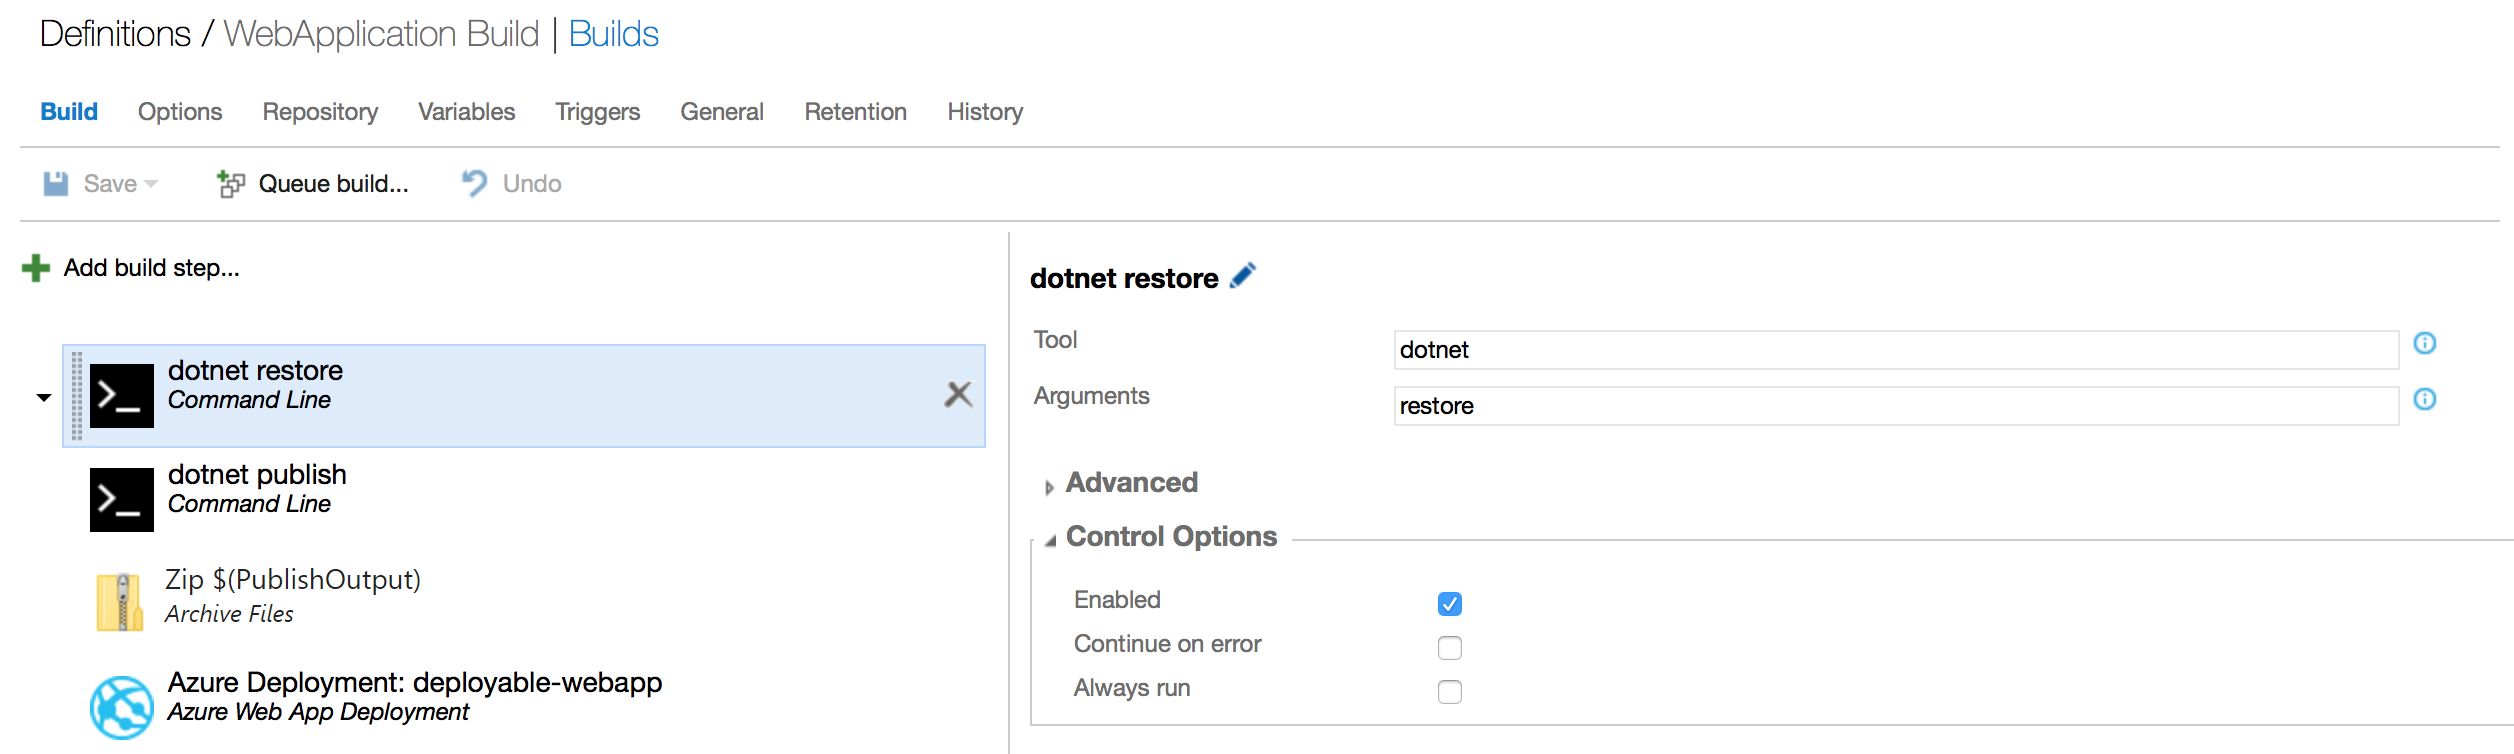 Definitions / WebApplication Build | Builds
Build Options Repository Variables Triggers General Retention History
Save Queue build... Undo
Add build step...
dotnet restore
Command Line
dotnet publish
Command Line
Zip $(PublishOutput)
Archive Files
Azure Deployment: deployable-webapp
Azure Web App Deployment
dotnet restore
Tool dotnet
Arguments restore
Advanced
Control Options
Enabled
Continue on error
Always run